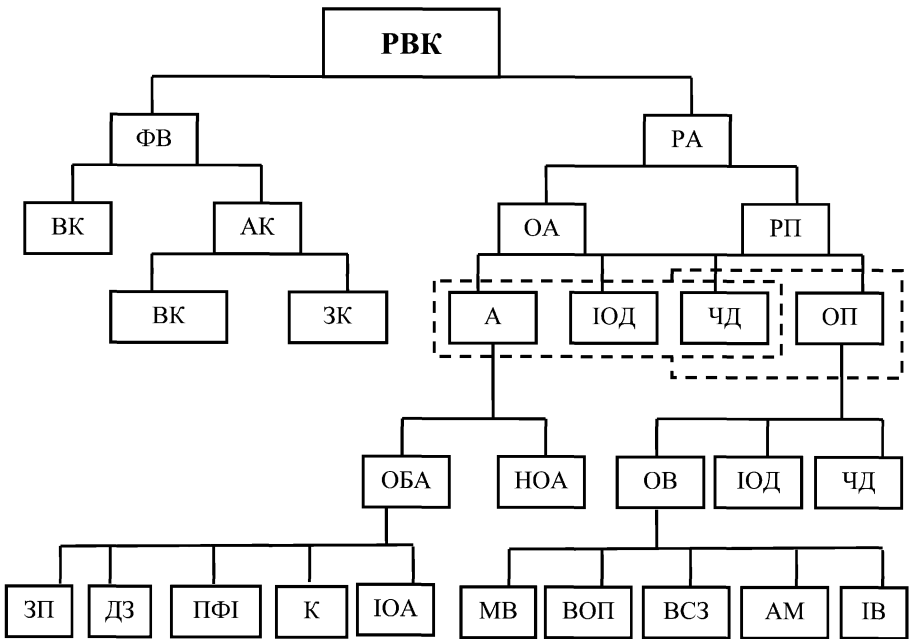 РВК
ФВ
РА
ВК
АК
ОА
РП
ВК
ЗК
А
ІОД
ЧД
ОП
ОБА
НОА
ОВ
ІОД
ЧД
ЗП
ДЗ
ПФІ
К
ІОА
МВ
ВОП
ВСЗ
АМ
ІВ